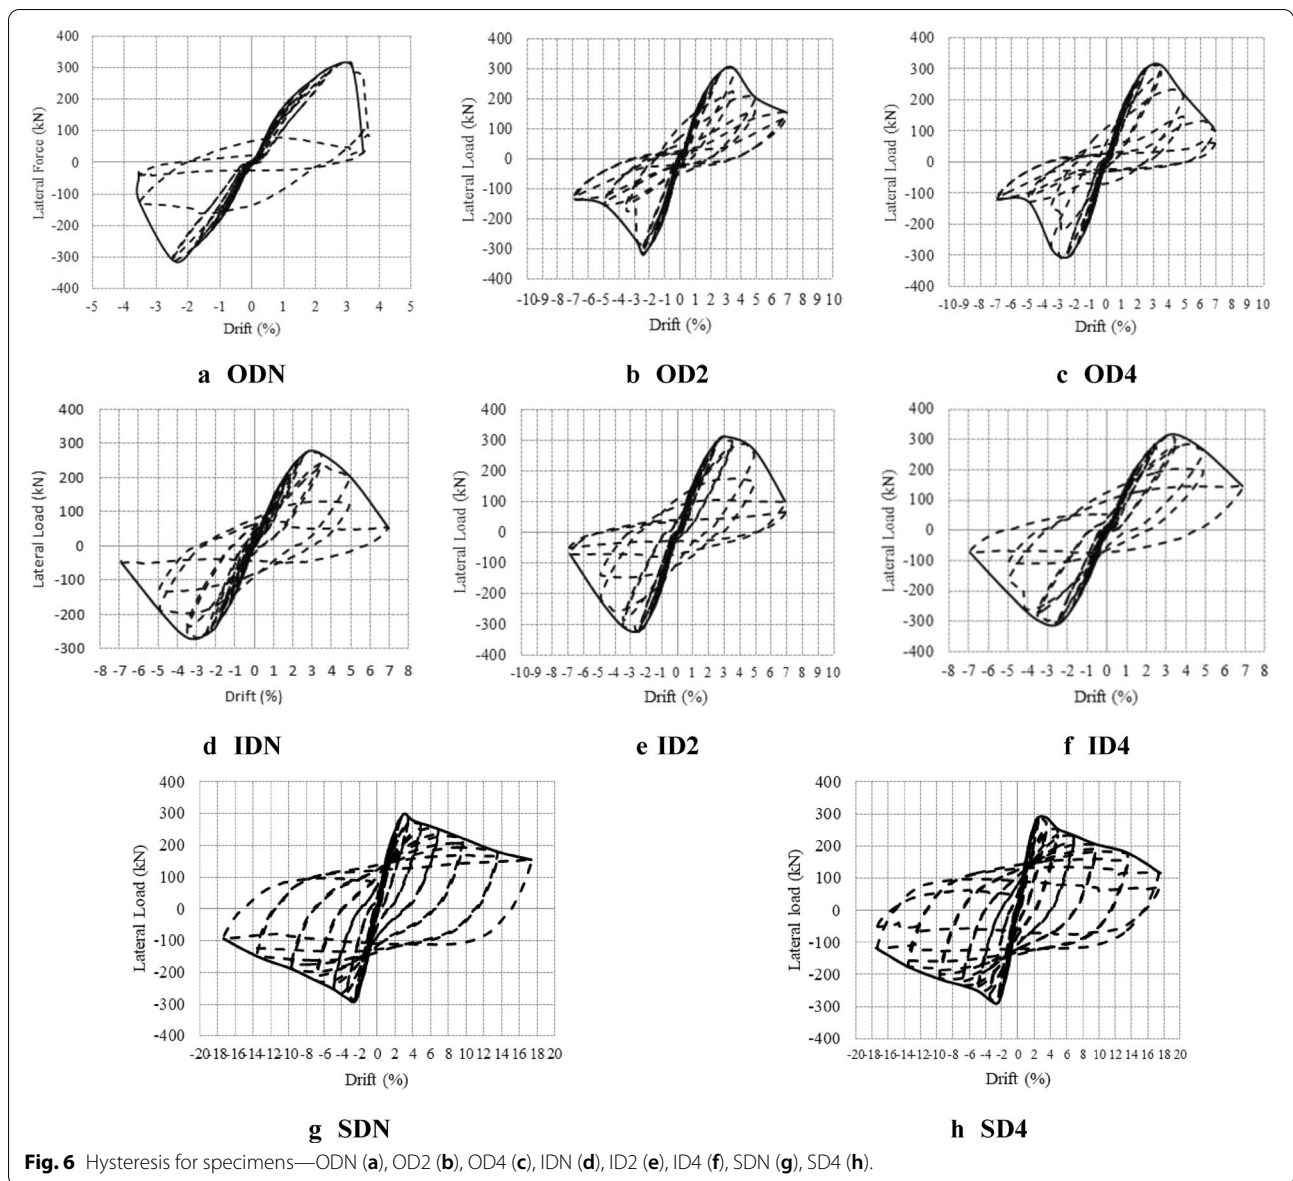 400
300
200
100
0
-100
-200
-300
-400
Lateral Force (kN)
-5 -4 -3 -2 -1 0 1 2 3 4 5
Drift (%)
a ODN
400
300
200
100
0
-100
-200
-300
-400
Lateral Load (kN)
-10-9-8-7-6-5-4-3-2-1 0 1 2 3 4 5 6 7 8 9 10
Drift (%)
b OD2
400
300
200
100
0
-100
-200
-300
-400
Lateral Load (kN)
-10-9-8-7-6-5-4-3-2-1 0 1 2 3 4 5 6 7 8 9 10
Drift (%)
c OD4
400
300
200
100
0
-100
-200
-300
Lateral Load (kN)
-8 -7 -6 -5 -4 -3 -2 -1 0 1 2 3 4 5 6 7 8
Drift (%)
d IDN
400
300
200
100
0
-100
-200
-300
-400
Lateral Load (kN)
-10-9-8-7-6-5-4-3-2-1 0 1 2 3 4 5 6 7 8 9 10
Drift (%)
e ID2
400
300
200
100
0
-100
-200
-300
-400
Lateral Load (kN)
-8 -7 -6 -5 -4 -3 -2 -1 0 1 2 3 4 5 6 7 8
Drift (%)
f ID4
400
300
200
100
0
-100
-200
-300
-400
Lateral Load (kN)
-20-18-16-14-12-10-8 -6 -4 -2 0 2 4 6 8 10 12 14 16 18 20
Drift (%)
g SDN
400
300
200
100
0
-100
-200
-300
-400
Lateral load (kN)
-20-18-16-14-12-10-8 -6 -4 -2 0 2 4 6 8 10 12 14 16 18 20
Drift (%)
h SD4
Fig. 6 Hysteresis for specimens—ODN (a), OD2 (b), OD4 (c), IDN (d), ID2 (e), ID4 (f), SDN (g), SD4 (h).